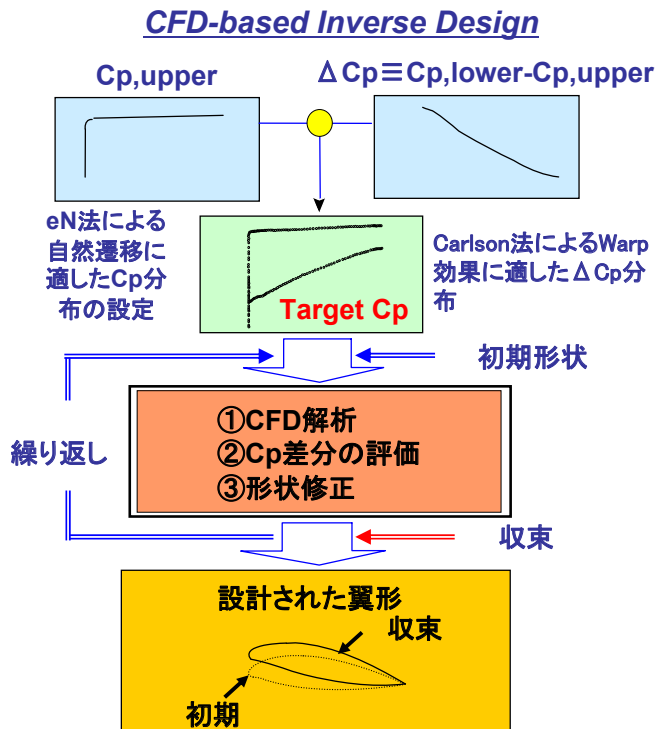 CFD-based Inverse Design
Cp,upper
ΔCp≡Cp,lower-Cp,upper
eN法による
自然遷移に
適したCp分
布の設定
Carlson法によるWarp
効果に適したΔCp分
布
Target Cp
初期形状
繰り返し
①CFD解析
②Cp差分の評価
③形状修正
収束
設計された翼形
収束
初期